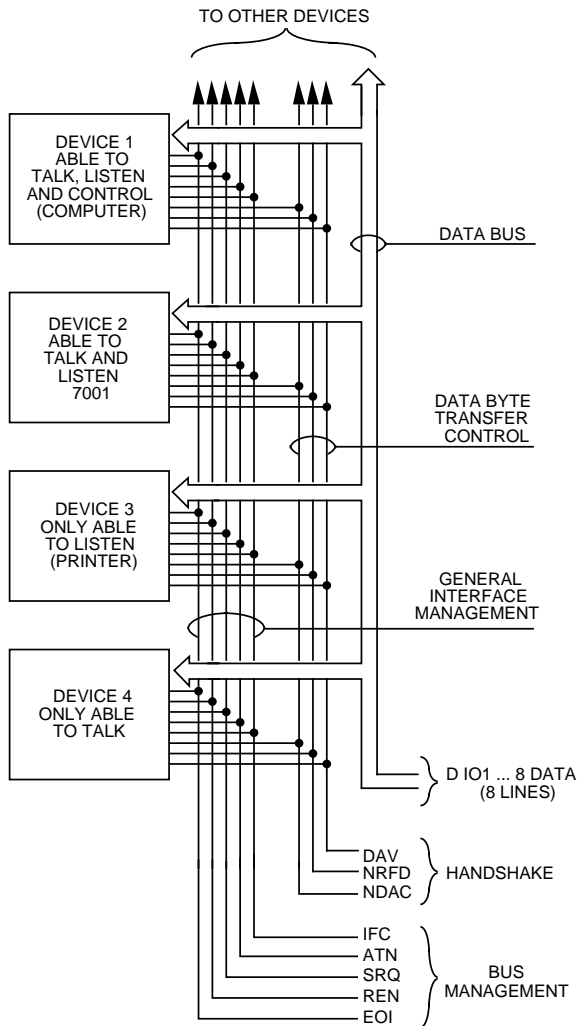 TO OTHER DEVICES
DEVICE 1
ABLE TO
TALK, LISTEN
AND CONTROL
(COMPUTER)
DATA BUS
DEVICE 2
ABLE TO
TALK AND
LISTEN
7001
DATA BYTE
TRANSFER
CONTROL
DEVICE 3
ONLY ABLE
TO LISTEN
(PRINTER)
GENERAL
INTERFACE
MANAGEMENT
DEVICE 4
ONLY ABLE
TO TALK
D IO1 ... 8 DATA
(8 LINES)
DAV
NRFD
NDAC
HANDSHAKE
IFC
ATN
SRQ
REN
EOI
BUS
MANAGEMENT